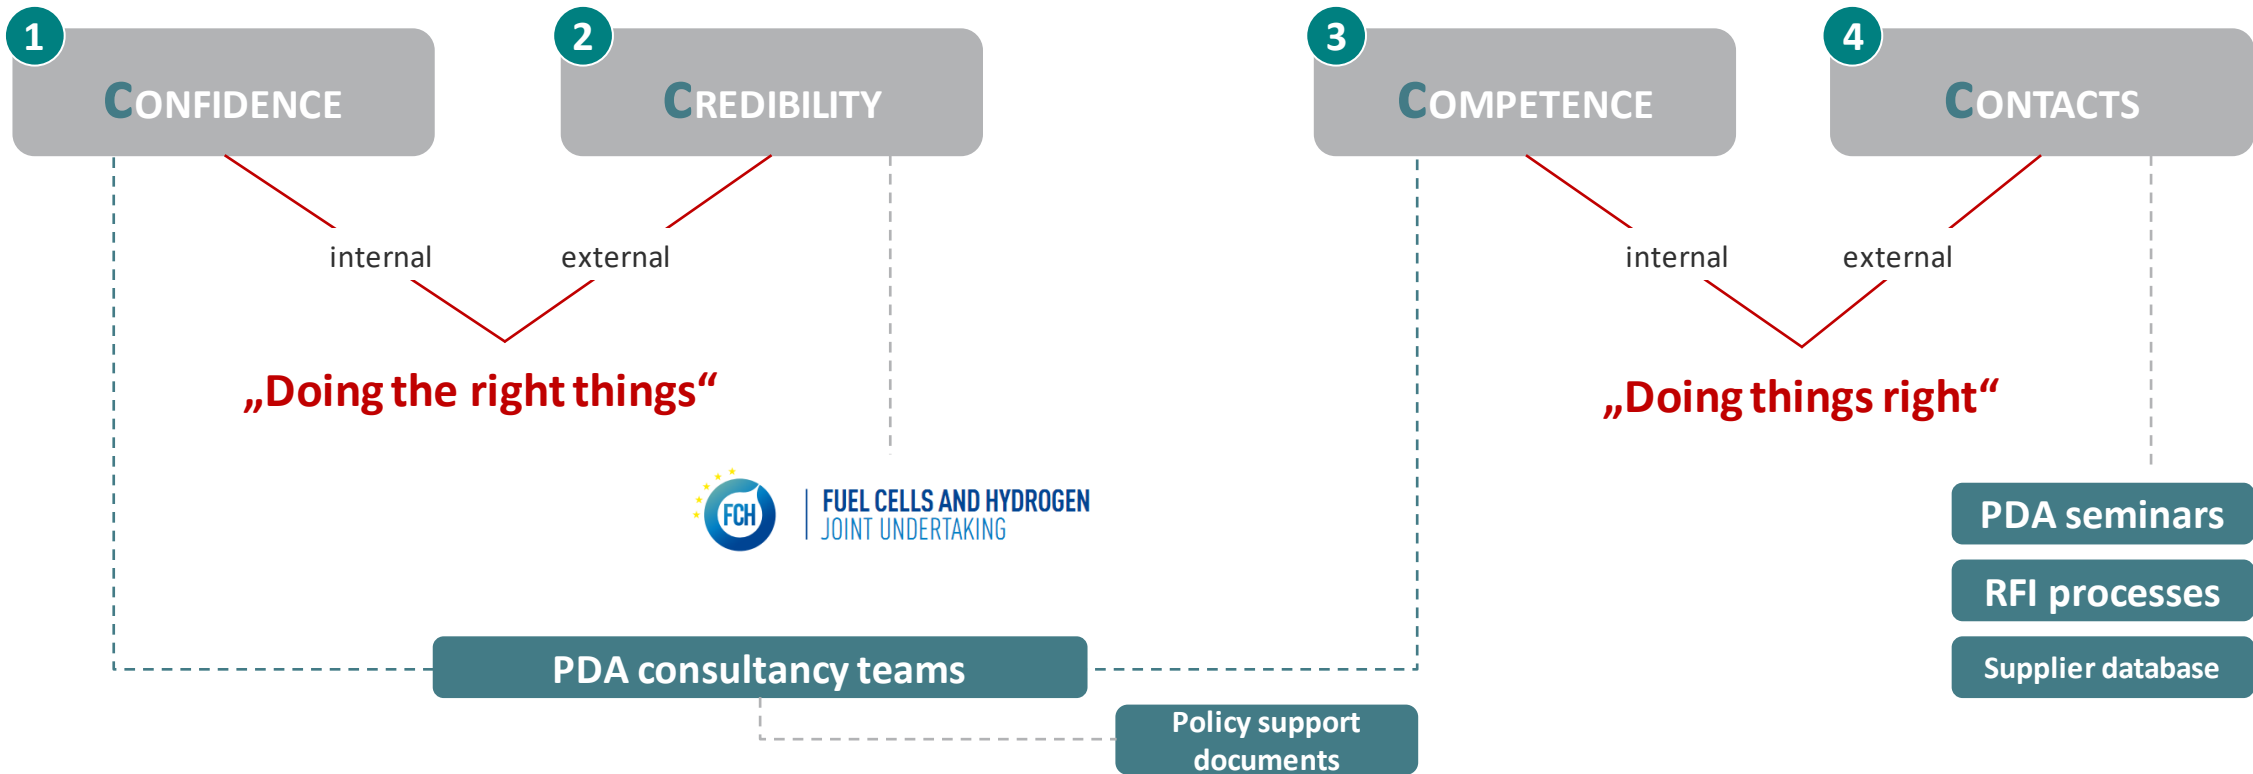 1
CONFIDENCE
2
CREDIBILITY
3
COMPETENCE
4
CONTACTS
internal
external
internal
external
„Doing the right things“
„Doing things right“
FCH
FUEL CELLS AND HYDROGEN
JOINT UNDERTAKING
PDA seminars
RFI processes
Supplier database
PDA consultancy teams
Policy support
documents